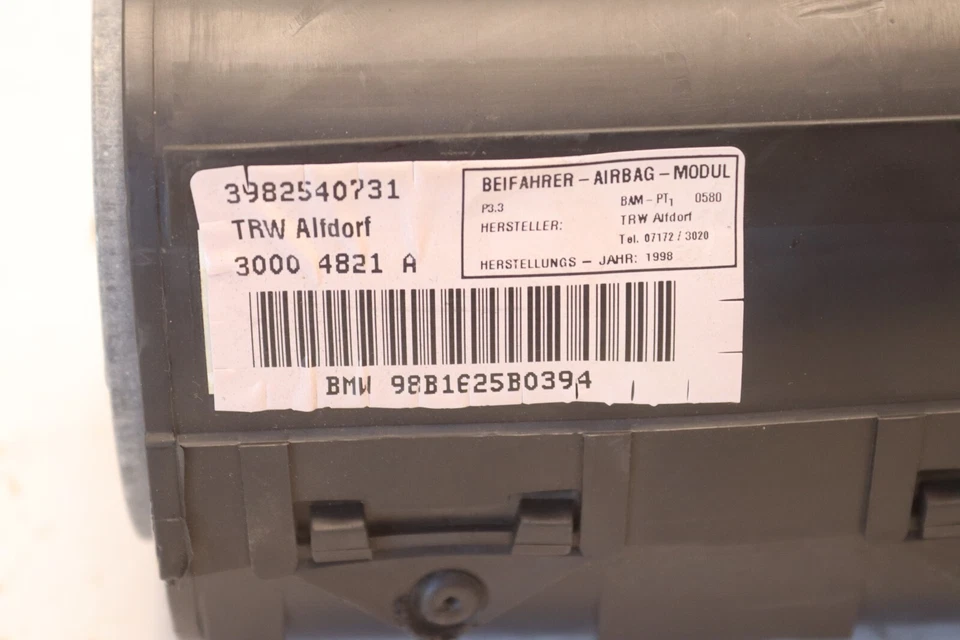 3982540731
TRW Alfdorf
3000 4821 A
BEIFAHRER – AIRBAG – MODUL
P3.3 BAM – PT1 0580
HERSTELLER: TRW Alfdorf
Tel. 07172 / 3020
HERSTELLUNGS – JAHR: 1998
BMW 98B1625B0394